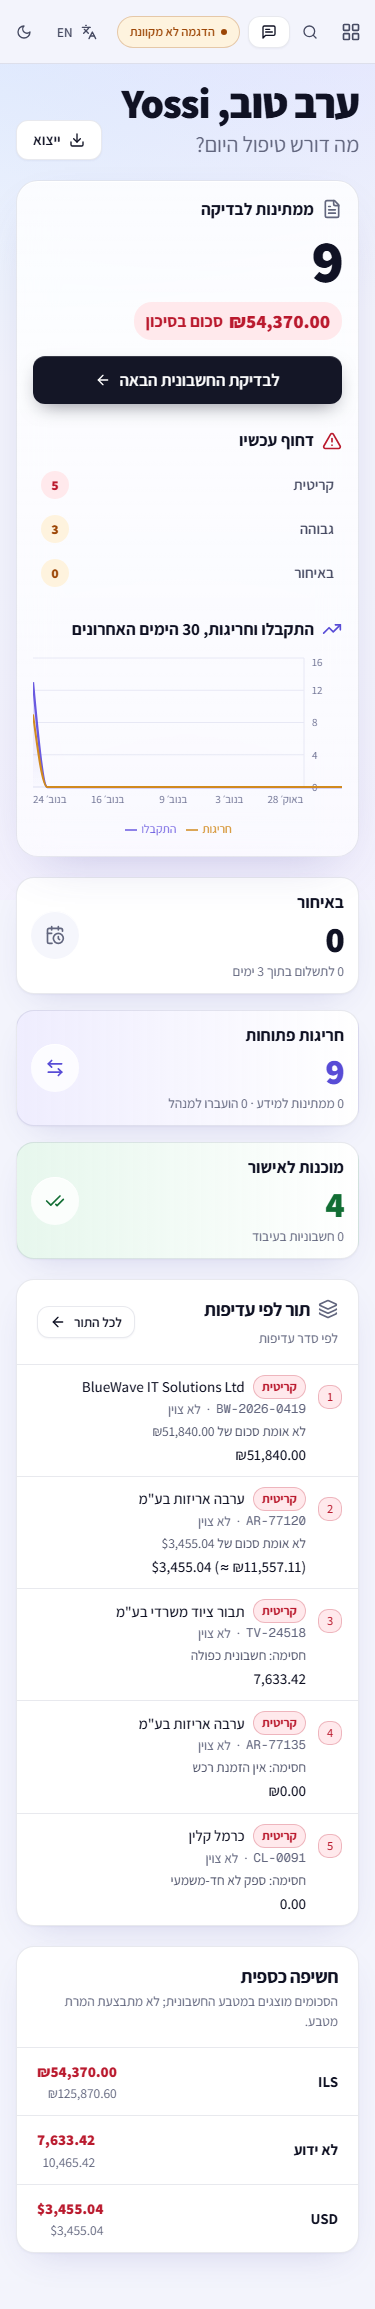 הדגמה לא מקוונת
EN
ערב טוב, Yossi
מה דורש טיפול היום?
ייצוא
ממתינות לבדיקה
9
₪54,370.00 סכום בסיכון
לבדיקת החשבונית הבאה
דחוף עכשיו
קריטית 5
גבוהה 3
באיחור 0
התקבלו וחריגות, 30 הימים האחרונים
16
12
8
4
0
28 באוק׳ 3 בנוב׳ 9 בנוב׳ 16 בנוב׳ 24 בנוב׳
חריגות התקבלו
באיחור
0
0 לתשלום בתוך 3 ימים
חריגות פתוחות
9
0 ממתינות למידע · 0 הועברו למנהל
מוכנות לאישור
4
0 חשבוניות בעיבוד
תור לפי עדיפות
לפי סדר עדיפות
לכל התור
1 קריטית BlueWave IT Solutions Ltd
BW-2026-0419 · לא צוין
לא אומת סכום של ₪51,840.00
₪51,840.00
2 קריטית ערבה אריזות בע"מ
AR-77120 · לא צוין
לא אומת סכום של $3,455.04
$3,455.04 (≈ ₪11,557.11)
3 קריטית תבור ציוד משרדי בע"מ
TV-24518 · לא צוין
חסימה: חשבונית כפולה
7,633.42
4 קריטית ערבה אריזות בע"מ
AR-77135 · לא צוין
חסימה: אין הזמנת רכש
₪0.00
5 קריטית כרמל קלין
CL-0091 · לא צוין
חסימה: ספק לא חד-משמעי
0.00
חשיפה כספית
הסכומים מוצגים במטבע החשבונית; לא מתבצעת המרת
מטבע.
ILS ₪54,370.00
₪125,870.60
לא ידוע 7,633.42
10,465.42
USD $3,455.04
$3,455.04